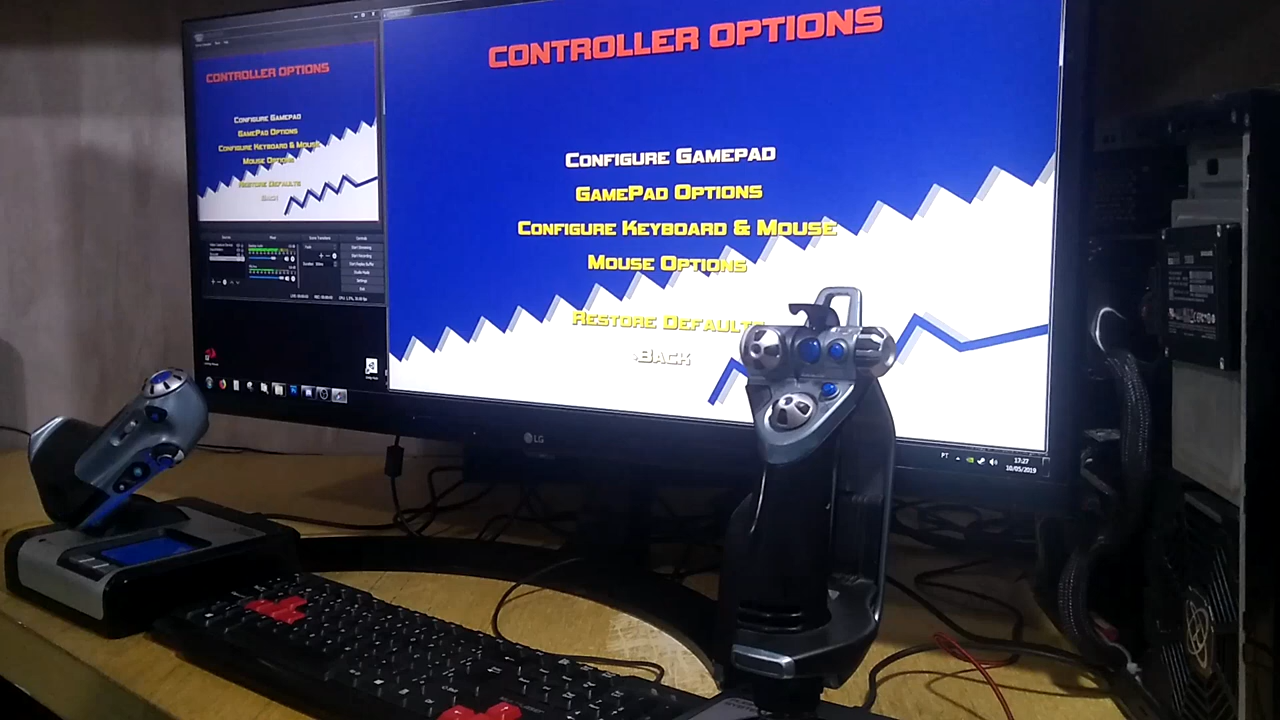 CONTROLLER OPTIONS
CONFIGURE GAMEPAD
GAMEPAD OPTIONS
CONFIGURE KEYBOARD & MOUSE
MOUSE OPTIONS
RESTORE DEFAULTS
BACK
CONTROLLER OPTIONS
CONFIGURE GAMEPAD
GAMEPAD OPTIONS
CONFIGURE KEYBOARD & MOUSE
MOUSE OPTIONS
RESTORE DEFAULTS
BACK
LG
PT
17:27
10/05/2019